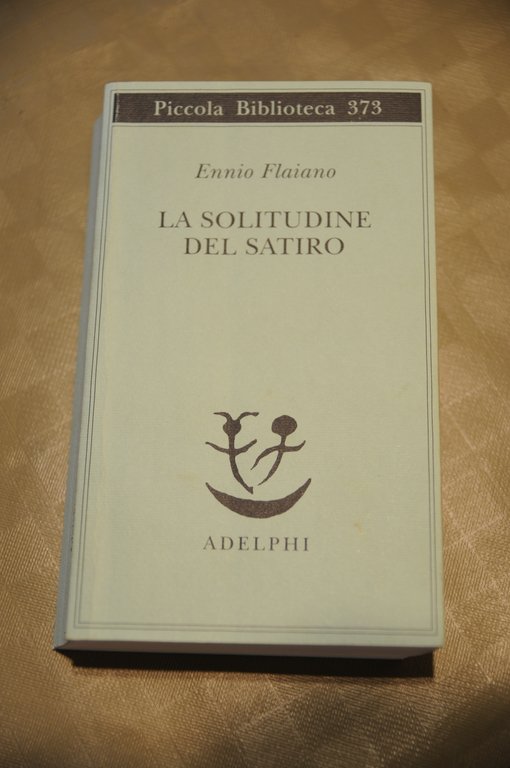 Piccola Biblioteca 373
Ennio Flaiano
LA SOLITUDINE
DEL SATIRO
ADELPHI